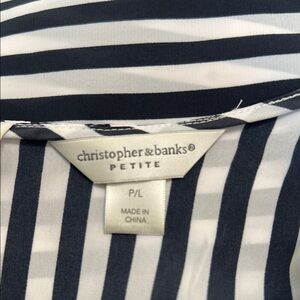 christopher&banks®
PETITE
P/L
MADE IN
CHINA